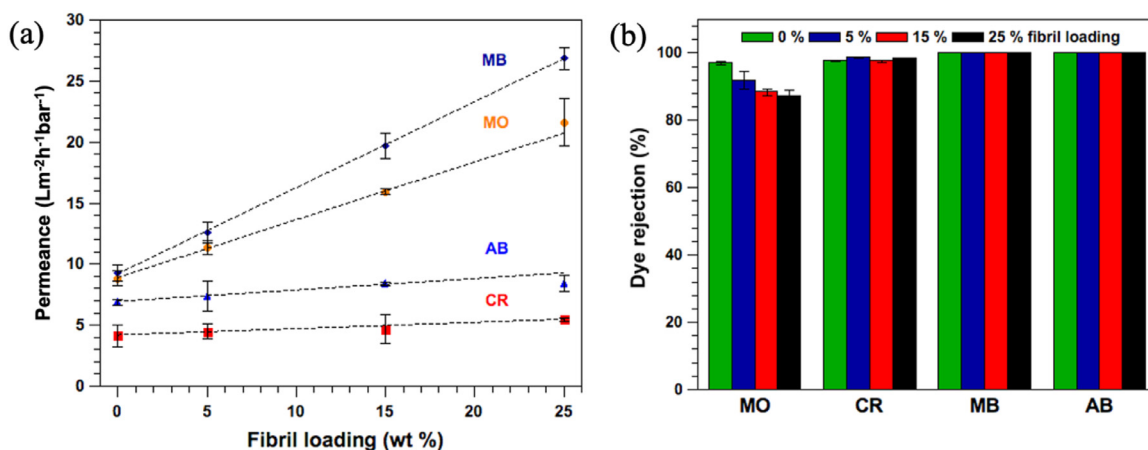 (a)
30
25
20
15
10
5
0
Permeance (Lm⁻²h⁻¹bar⁻¹)
MB
MO
AB
CR
0 5 10 15 20 25
Fibril loading (wt %)
(b)
0 % 5 % 15 % 25 % fibril loading
100
80
60
40
20
0
Dye rejection (%)
MO CR MB AB